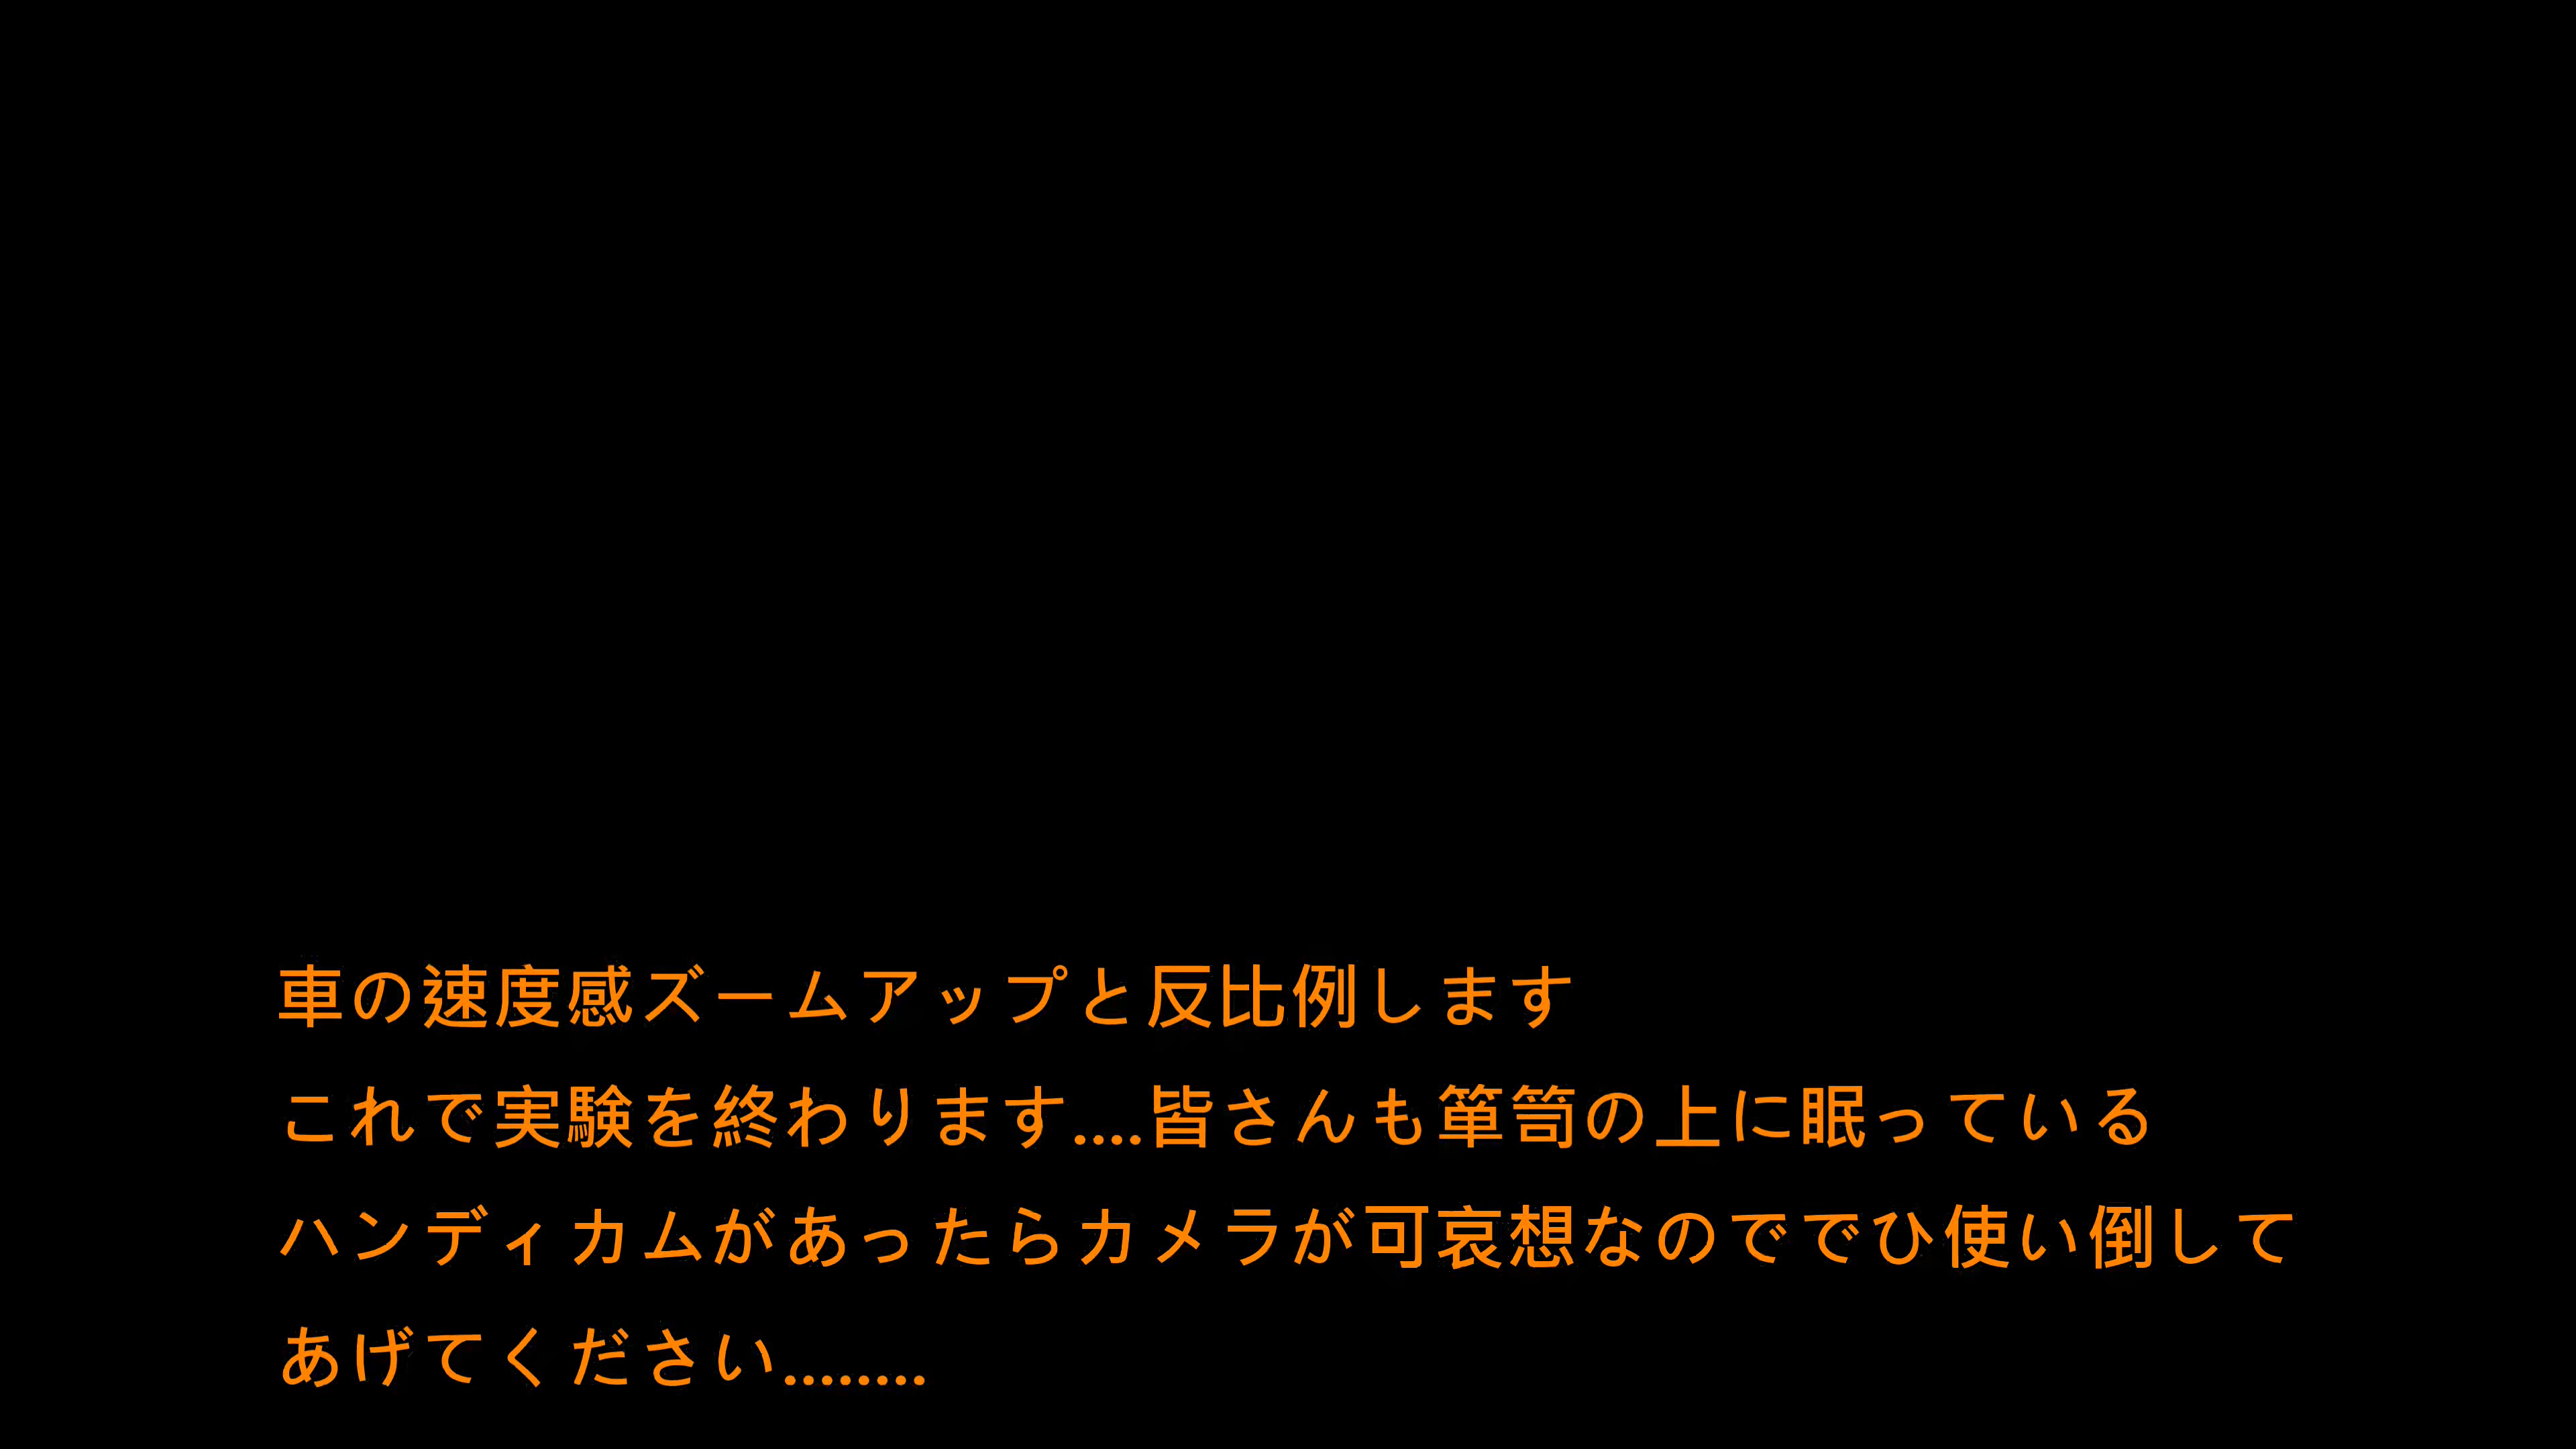 車の速度感ズームアップと反比例します
これで実験を終わります....皆さんも箪笥の上に眠っている
ハンディカムがあったらカメラが可哀想なのででひ使い倒して
あげてください........